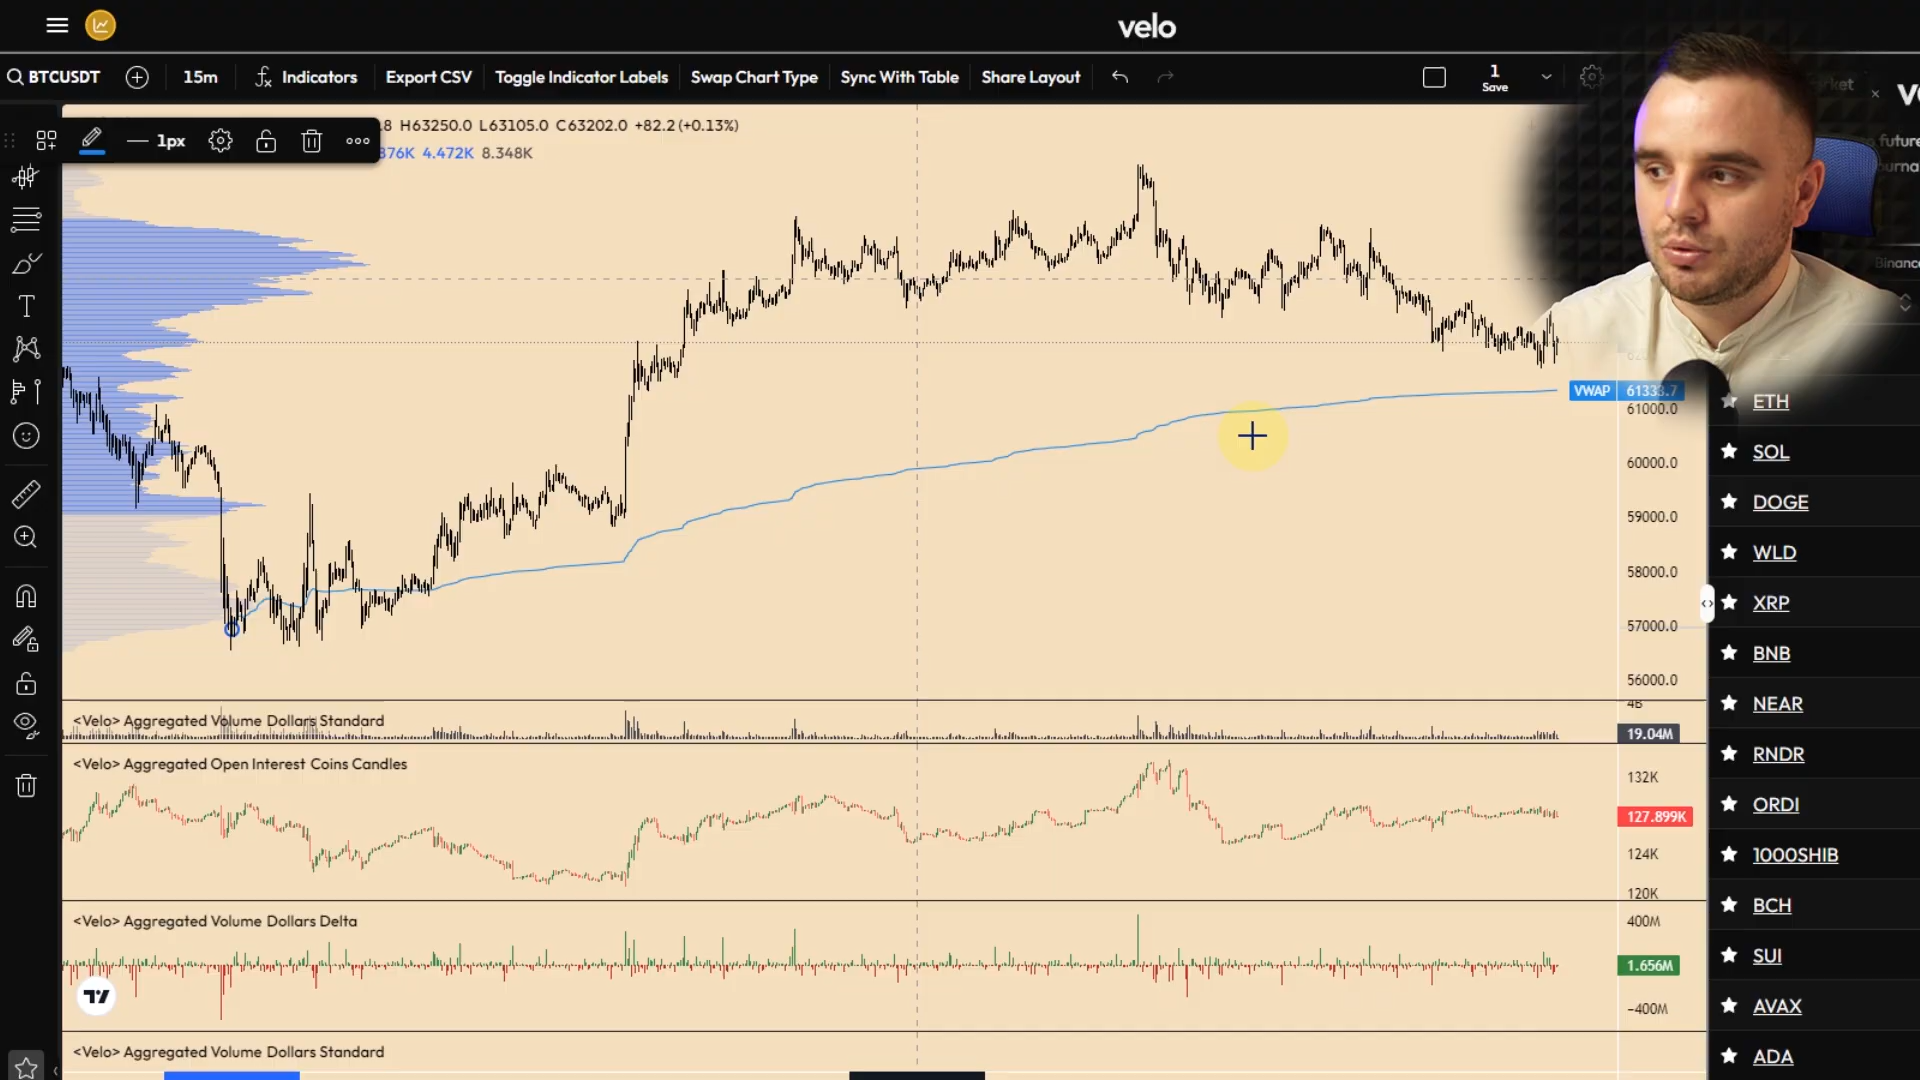 velo
BTCUSDT
15m
Indicators
Export CSV
Toggle Indicator Labels
Swap Chart Type
Sync With Table
Share Layout
1
Save
1px
.8 H63250.0 L63105.0 C63202.0 +82.2 (+0.13%)
876K 4.472K 8.348K
VWAP 61333.7
61000.0
60000.0
59000.0
58000.0
57000.0
56000.0
<Velo> Aggregated Volume Dollars Standard
4B
19.04M
<Velo> Aggregated Open Interest Coins Candles
132K
127.899K
124K
120K
<Velo> Aggregated Volume Dollars Delta
400M
1.656M
-400M
<Velo> Aggregated Volume Dollars Standard
ETH
SOL
DOGE
WLD
XRP
BNB
NEAR
RNDR
ORDI
1000SHIB
BCH
SUI
AVAX
ADA